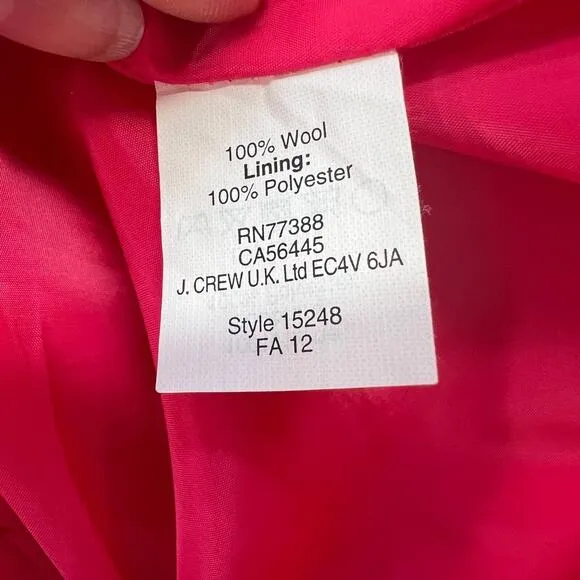 100% Wool
Lining:
100% Polyester
RN77388
CA56445
J. CREW U.K. Ltd EC4V 6JA
Style 15248
FA 12